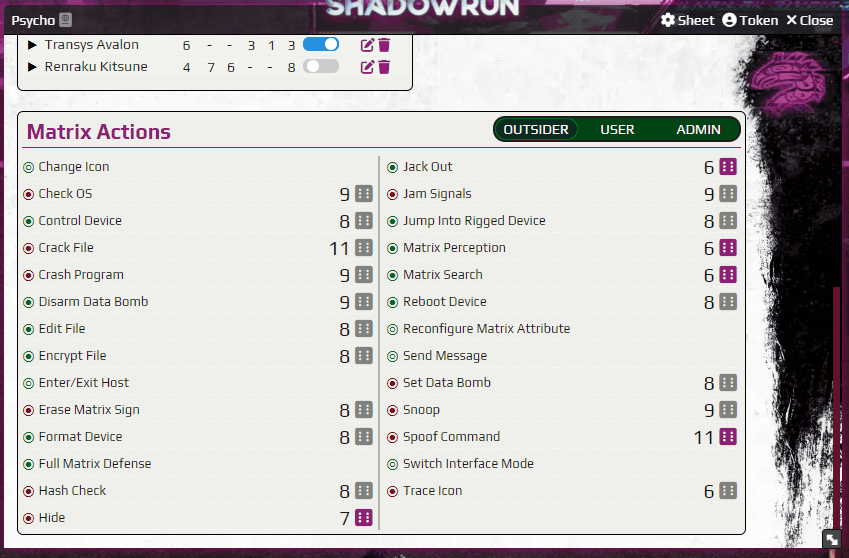 SHADOWRUN
Psycho
Sheet Token Close
Transys Avalon 6 - - 3 1 3
Renraku Kitsune 4 7 6 - - 8
Matrix Actions
OUTSIDER USER ADMIN
Change Icon
Check OS 9
Control Device 8
Crack File 11
Crash Program 9
Disarm Data Bomb 9
Edit File 8
Encrypt File 8
Enter/Exit Host
Erase Matrix Sign 8
Format Device 8
Full Matrix Defense
Hash Check 8
Hide 7
Jack Out 6
Jam Signals 9
Jump Into Rigged Device 8
Matrix Perception 6
Matrix Search 6
Reboot Device 8
Reconfigure Matrix Attribute
Send Message
Set Data Bomb 8
Snoop 9
Spoof Command 11
Switch Interface Mode
Trace Icon 6